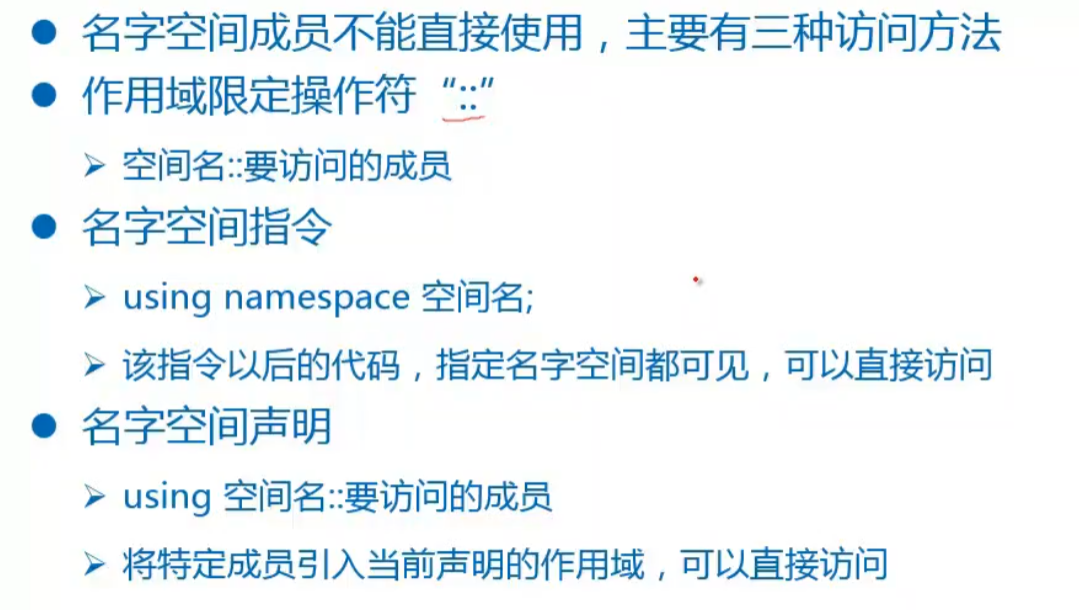 ● 名字空间成员不能直接使用，主要有三种访问方法
● 作用域限定操作符 “::”
➢ 空间名::要访问的成员
● 名字空间指令
➢ using namespace 空间名;
➢ 该指令以后的代码，指定名字空间都可见，可以直接访问
● 名字空间声明
➢ using 空间名::要访问的成员
➢ 将特定成员引入当前声明的作用域，可以直接访问